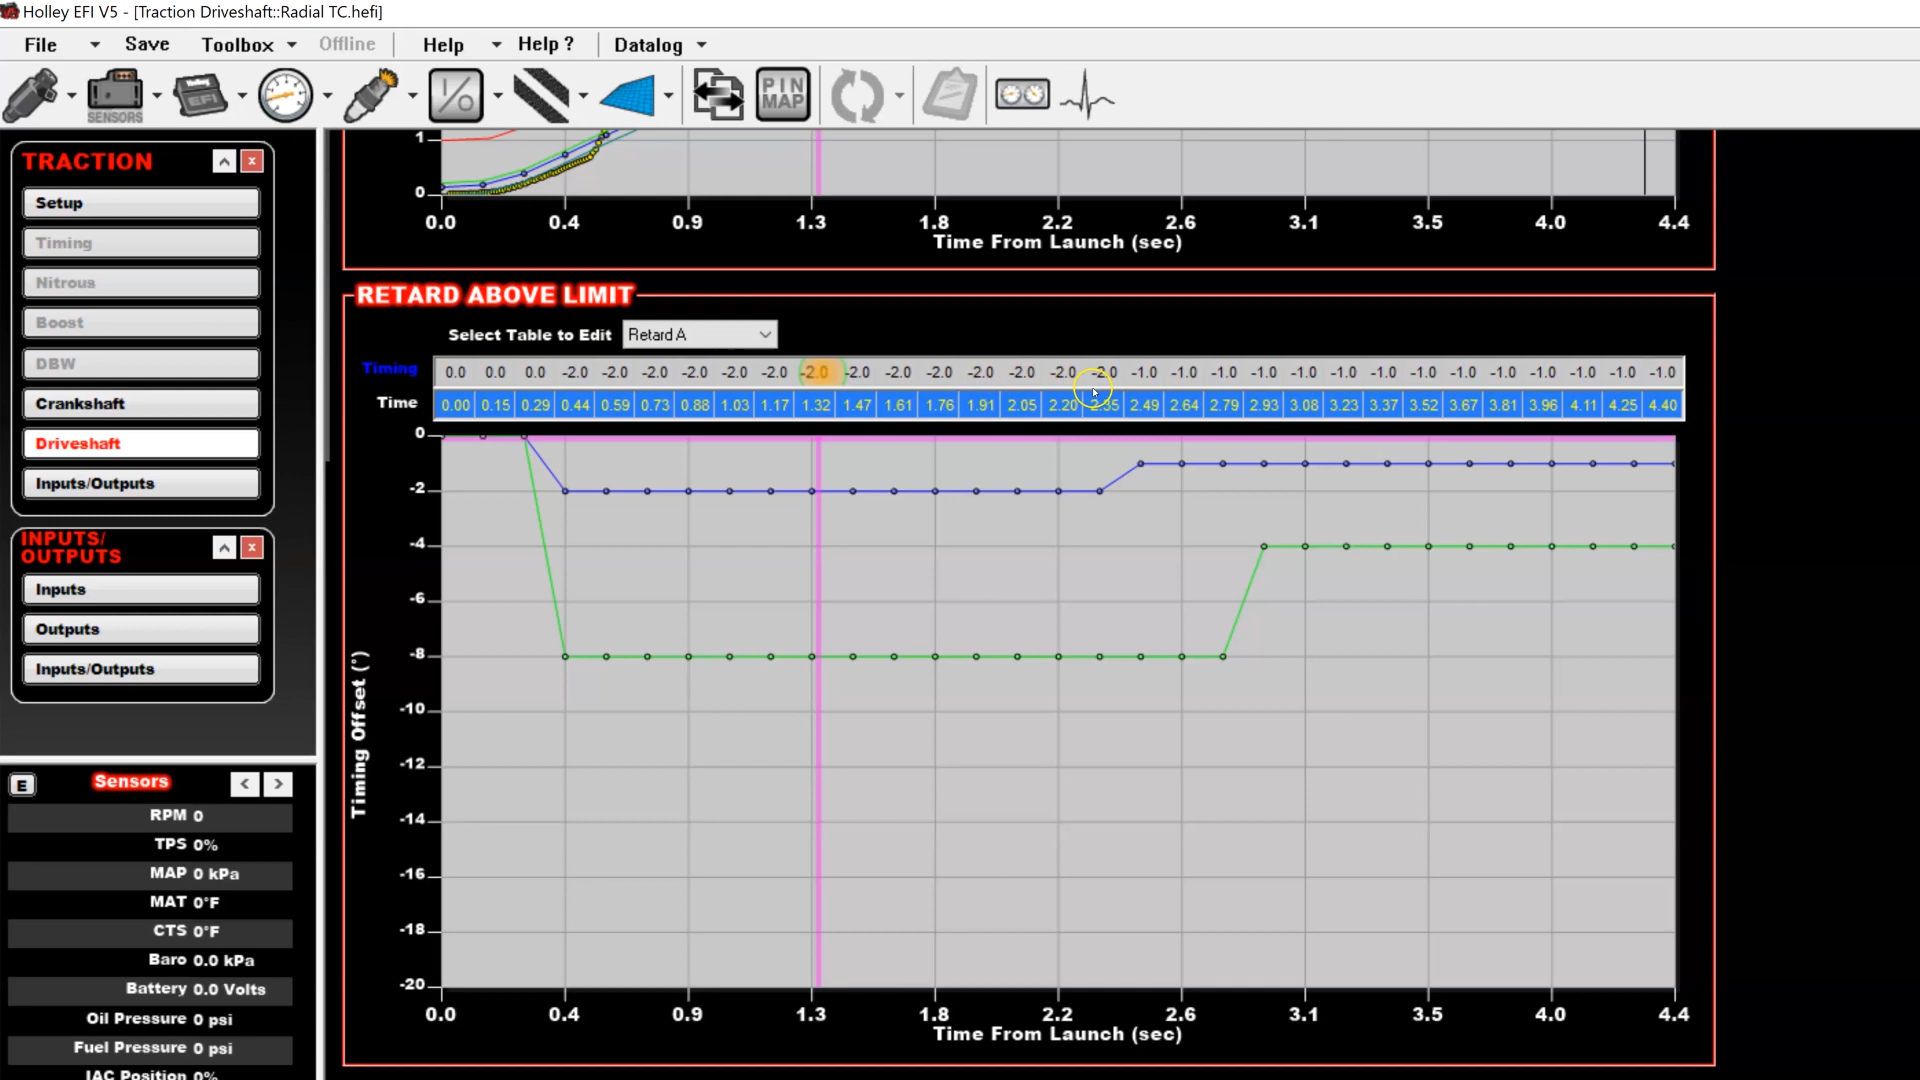 Holley EFI V5 - [Traction Driveshaft::Radial TC.hefi]
File Save Toolbox Offline Help Help ? Datalog
SENSORS
Holley EFI
I/O
PIN MAP
TRACTION
Setup
Timing
Nitrous
Boost
DBW
Crankshaft
Driveshaft
Inputs/Outputs
INPUTS/
OUTPUTS
Inputs
Outputs
Inputs/Outputs
E Sensors < >
RPM 0
TPS 0%
MAP 0 kPa
MAT 0°F
CTS 0°F
Baro 0.0 kPa
Battery 0.0 Volts
Oil Pressure 0 psi
Fuel Pressure 0 psi
IAC Position 0%
1
0
0.0 0.4 0.9 1.3 1.8 2.2 2.6 3.1 3.5 4.0 4.4
Time From Launch (sec)
RETARD ABOVE LIMIT
Select Table to Edit Retard A
Timing 0.0 0.0 0.0 -2.0 -2.0 -2.0 -2.0 -2.0 -2.0 -2.0 -2.0 -2.0 -2.0 -2.0 -2.0 -2.0 -2.0 -1.0 -1.0 -1.0 -1.0 -1.0 -1.0 -1.0 -1.0 -1.0 -1.0 -1.0 -1.0 -1.0 -1.0
Time 0.00 0.15 0.29 0.44 0.59 0.73 0.88 1.03 1.17 1.32 1.47 1.61 1.76 1.91 2.05 2.20 2.35 2.49 2.64 2.79 2.93 3.08 3.23 3.37 3.52 3.67 3.81 3.96 4.11 4.25 4.40
0
-2
-4
-6
-8
-10
-12
-14
-16
-18
-20
Timing Offset (°)
0.0 0.4 0.9 1.3 1.8 2.2 2.6 3.1 3.5 4.0 4.4
Time From Launch (sec)